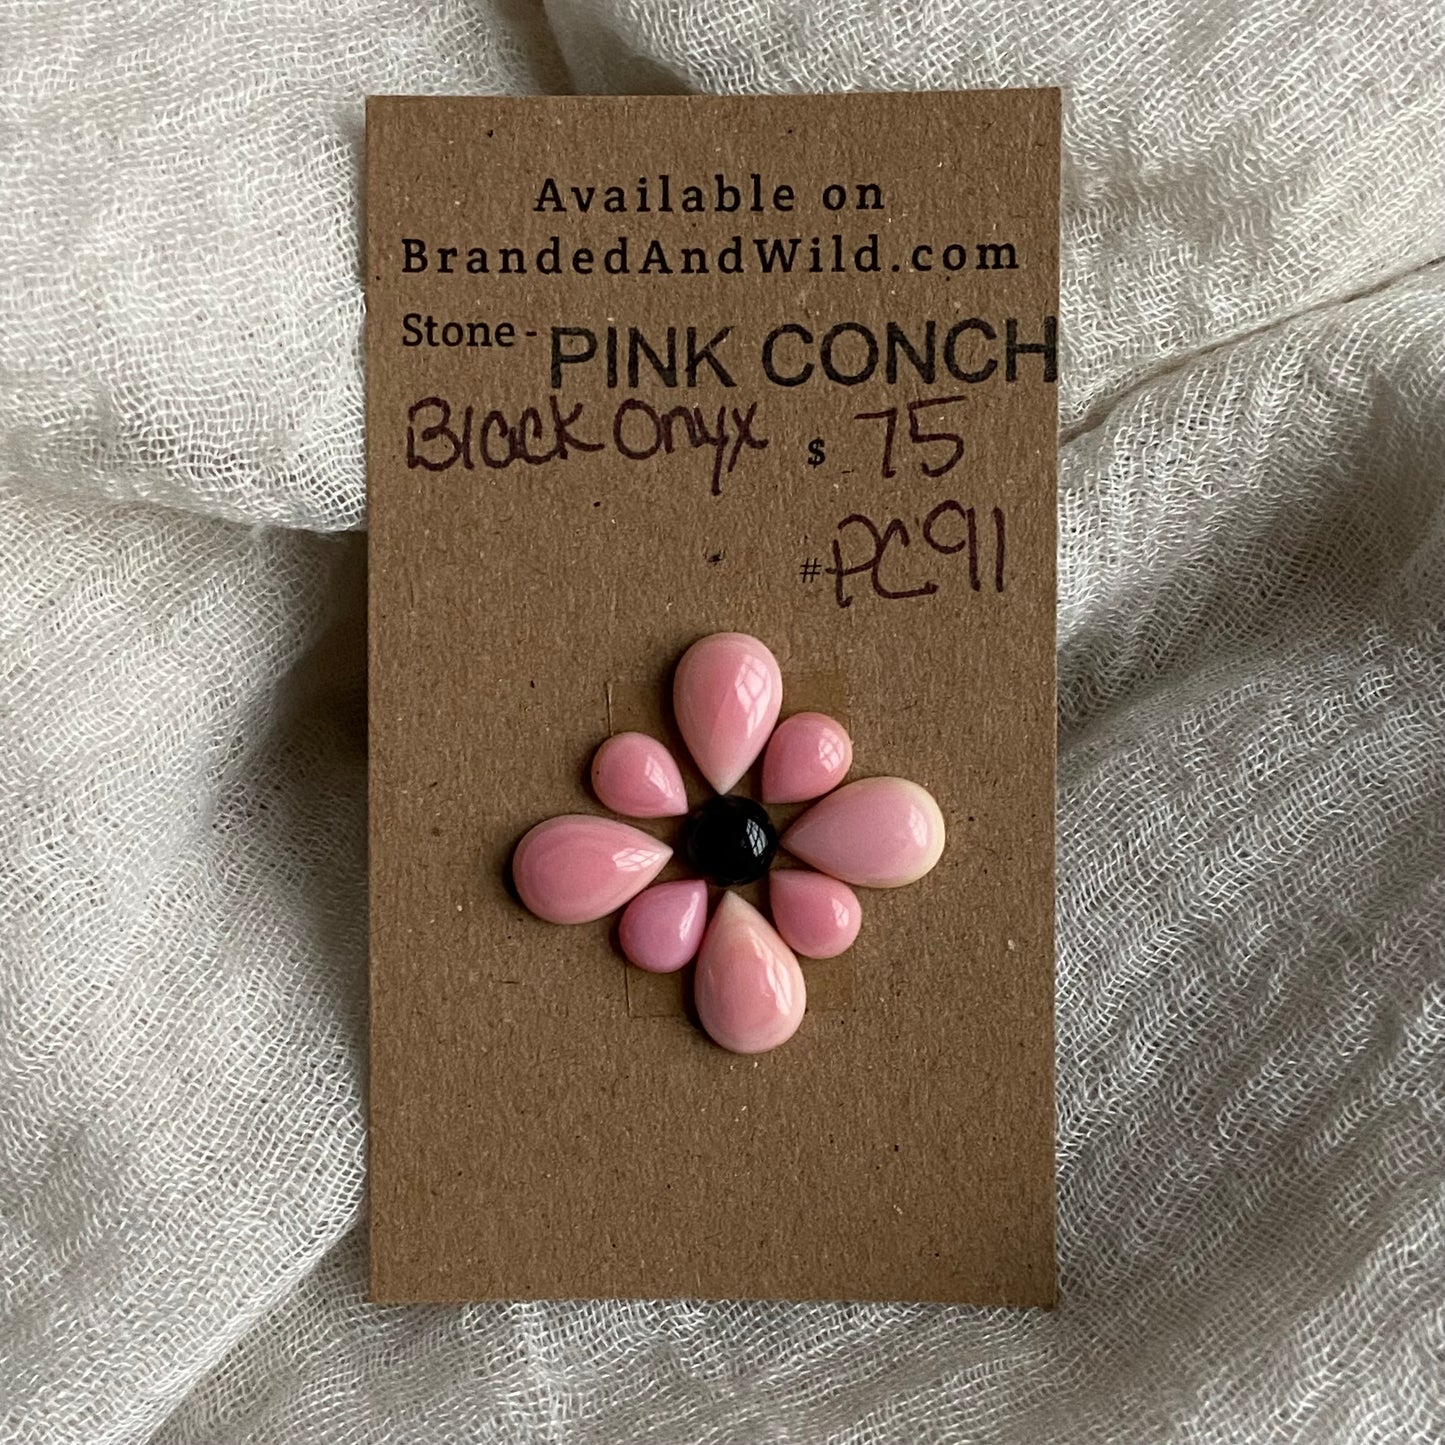 Available on
BrandedAndWild.com
Stone - PINK CONCH
Black Onyx $ 75
#PC91